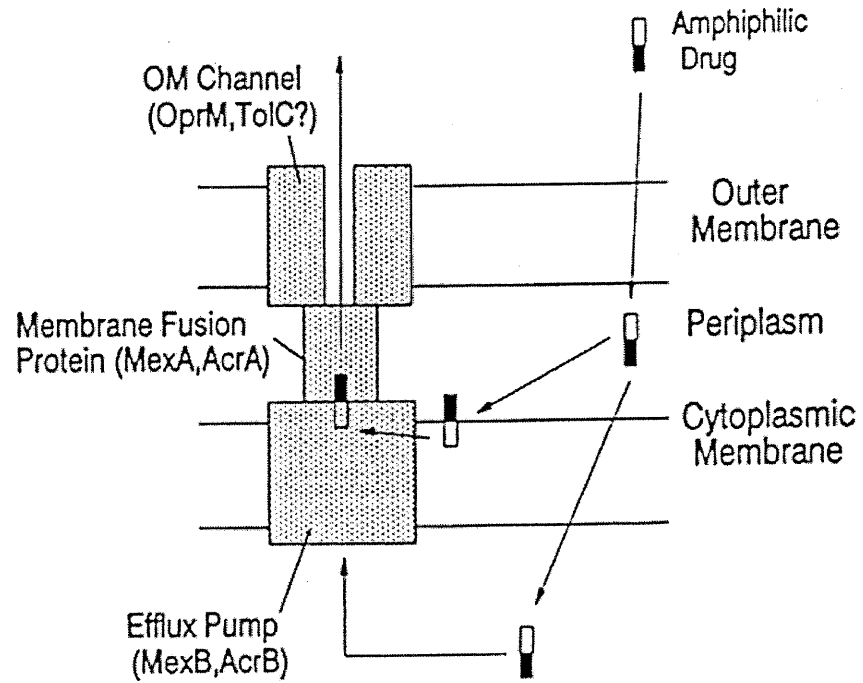 Amphiphilic
Drug
OM Channel
(OprM,TolC?)
Outer
Membrane
Membrane Fusion
Protein (MexA,AcrA)
Periplasm
Cytoplasmic
Membrane
Efflux Pump
(MexB,AcrB)